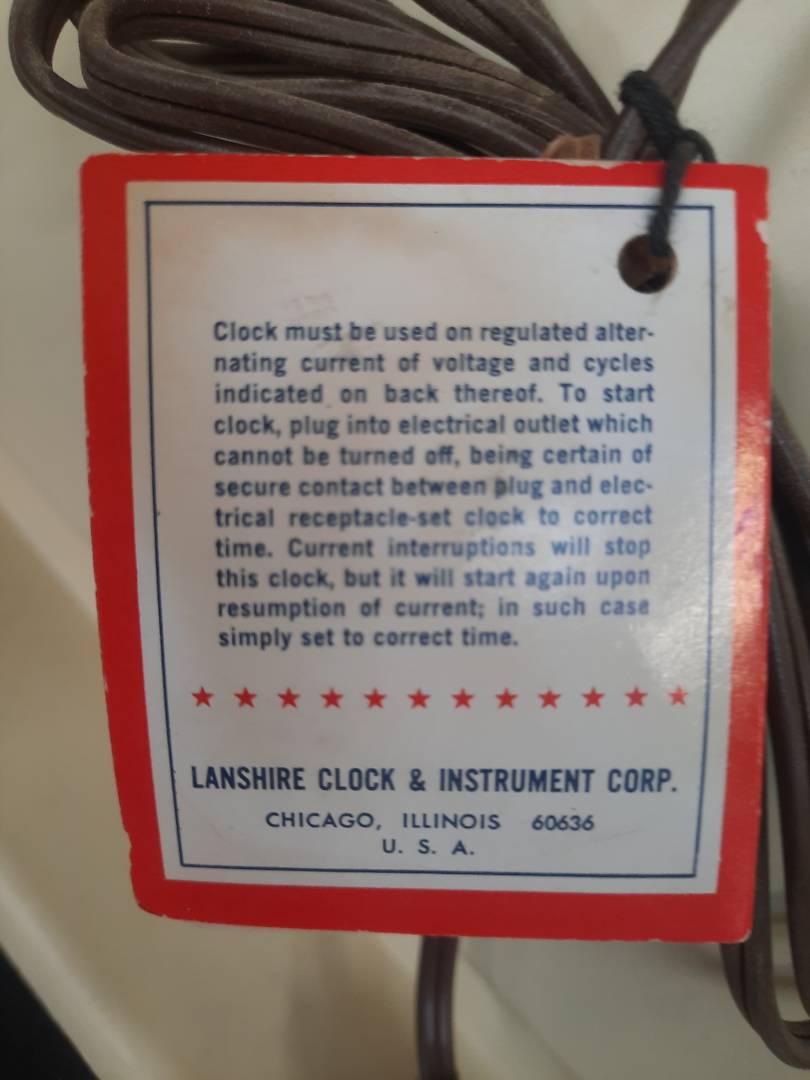 Clock must be used on regulated alter-
nating current of voltage and cycles
indicated on back thereof. To start
clock, plug into electrical outlet which
cannot be turned off, being certain of
secure contact between plug and elec-
trical receptacle-set clock to correct
time. Current interruptions will stop
this clock, but it will start again upon
resumption of current; in such case
simply set to correct time.
LANSHIRE CLOCK & INSTRUMENT CORP.
CHICAGO, ILLINOIS 60636
U. S. A.